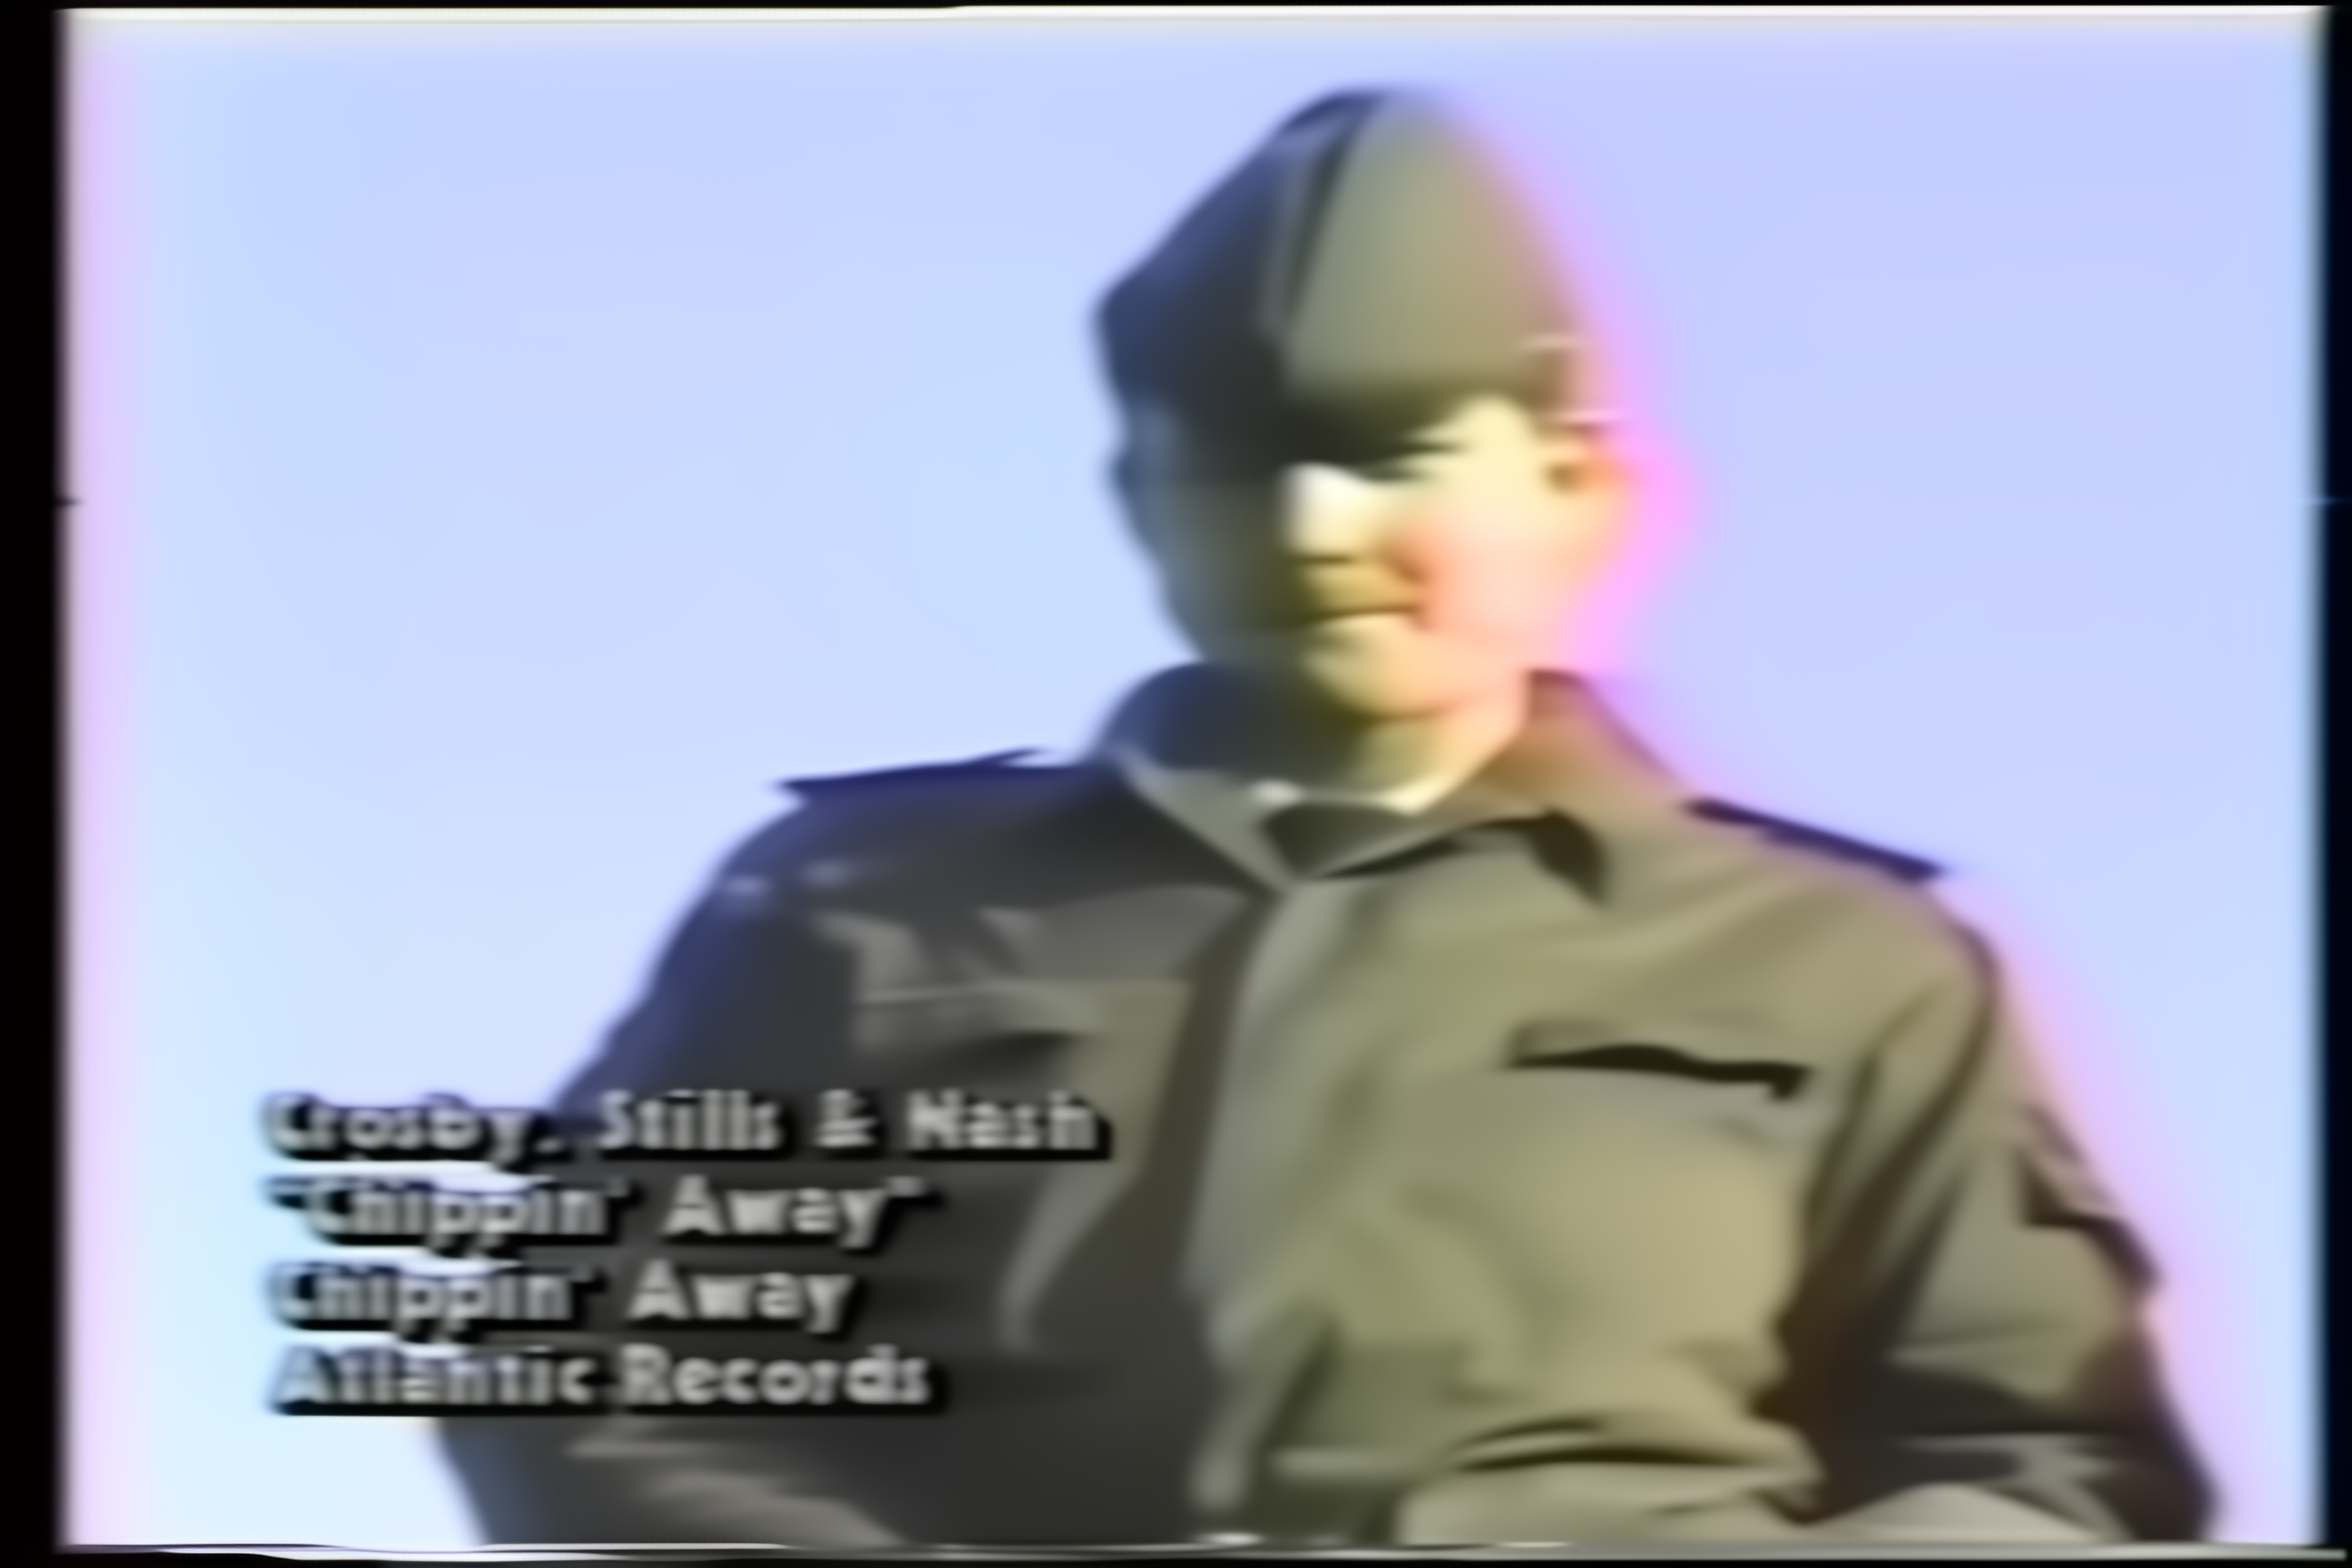 Crosby, Stills & Nash
"Chippin' Away"
Chippin' Away
Atlantic Records